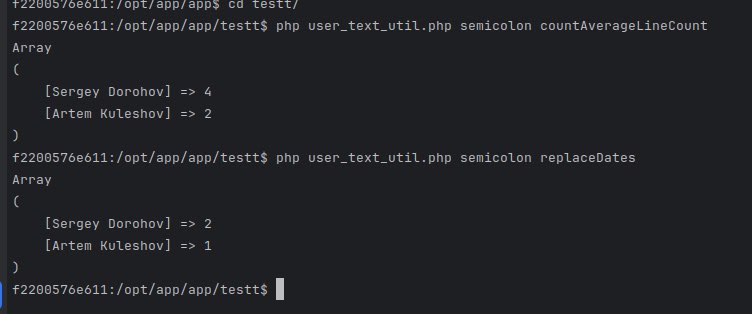 f2200576e611:/opt/app/app$ cd testt/
f2200576e611:/opt/app/app/testt$ php user_text_util.php semicolon countAverageLineCount
Array
(
    [Sergey Dorohov] => 4
    [Artem Kuleshov] => 2
)
f2200576e611:/opt/app/app/testt$ php user_text_util.php semicolon replaceDates
Array
(
    [Sergey Dorohov] => 2
    [Artem Kuleshov] => 1
)
f2200576e611:/opt/app/app/testt$